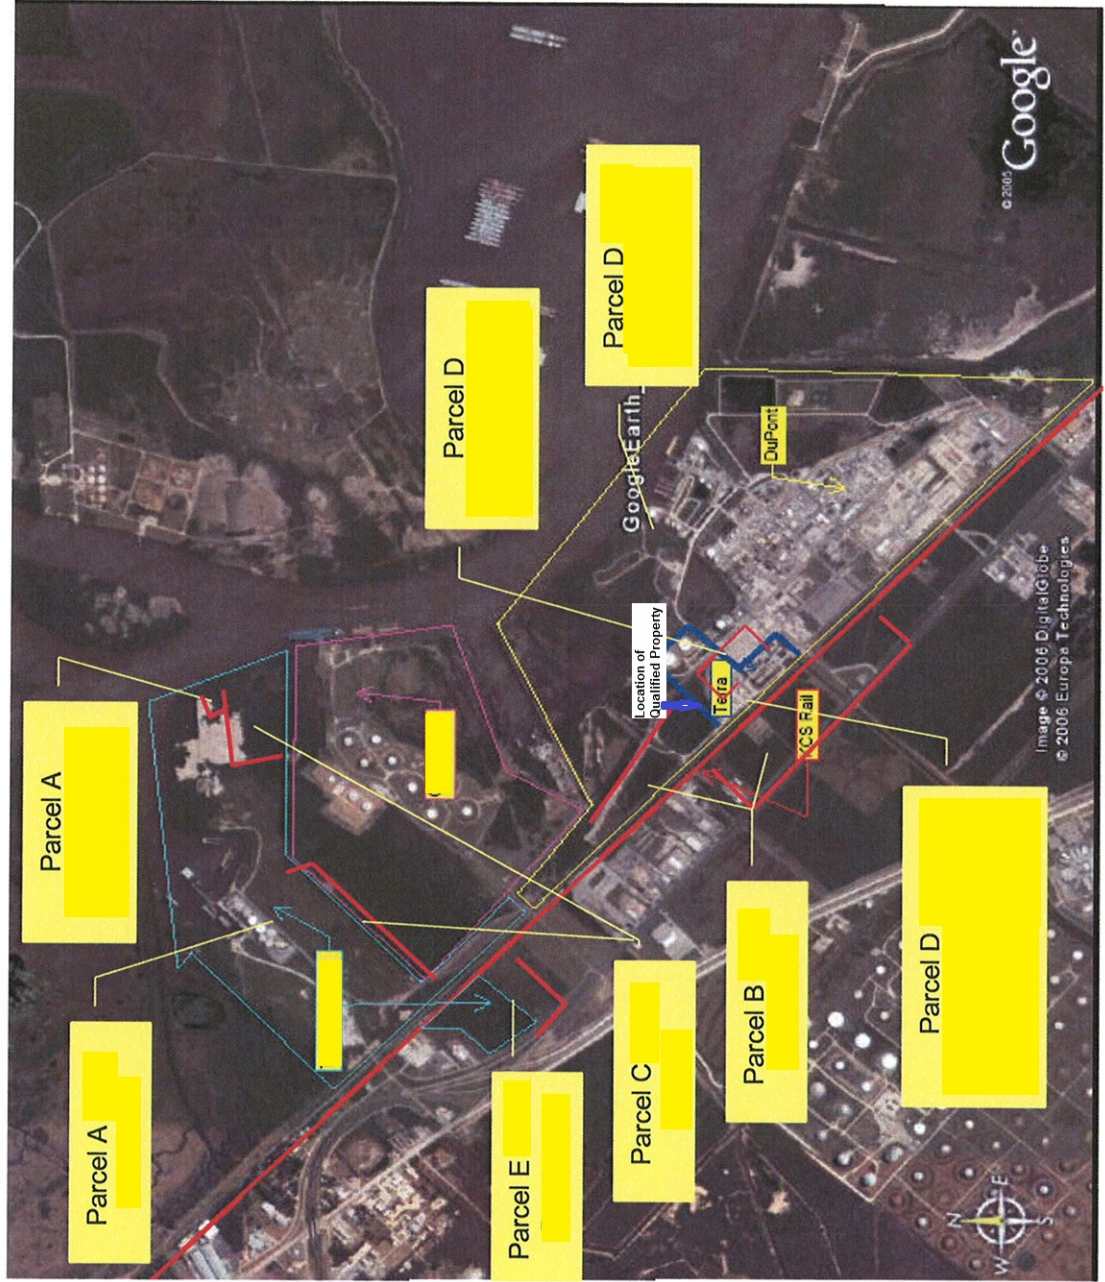 Parcel A
Parcel A
Parcel E
Parcel C
Parcel B
Parcel D
Parcel D
Parcel D
Location of
Qualified Property
Terra
KCS Rail
DuPont
Google Earth
Image © 2006 DigitalGlobe
© 2006 Europa Technologies
© 2005 Google
N
E
S
W